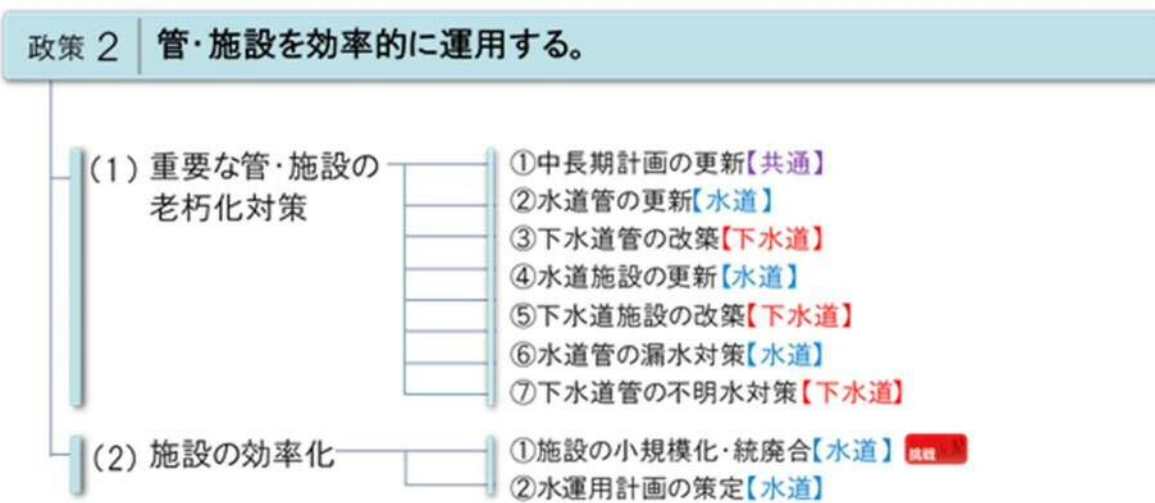 政策 2 管・施設を効率的に運用する。
(1) 重要な管・施設の
老朽化対策
①中長期計画の更新【共通】
②水道管の更新【水道】
③下水道管の改築【下水道】
④水道施設の更新【水道】
⑤下水道施設の改築【下水道】
⑥水道管の漏水対策【水道】
⑦下水道管の不明水対策【下水道】
(2) 施設の効率化
①施設の小規模化・統廃合【水道】 挑戦
②水運用計画の策定【水道】